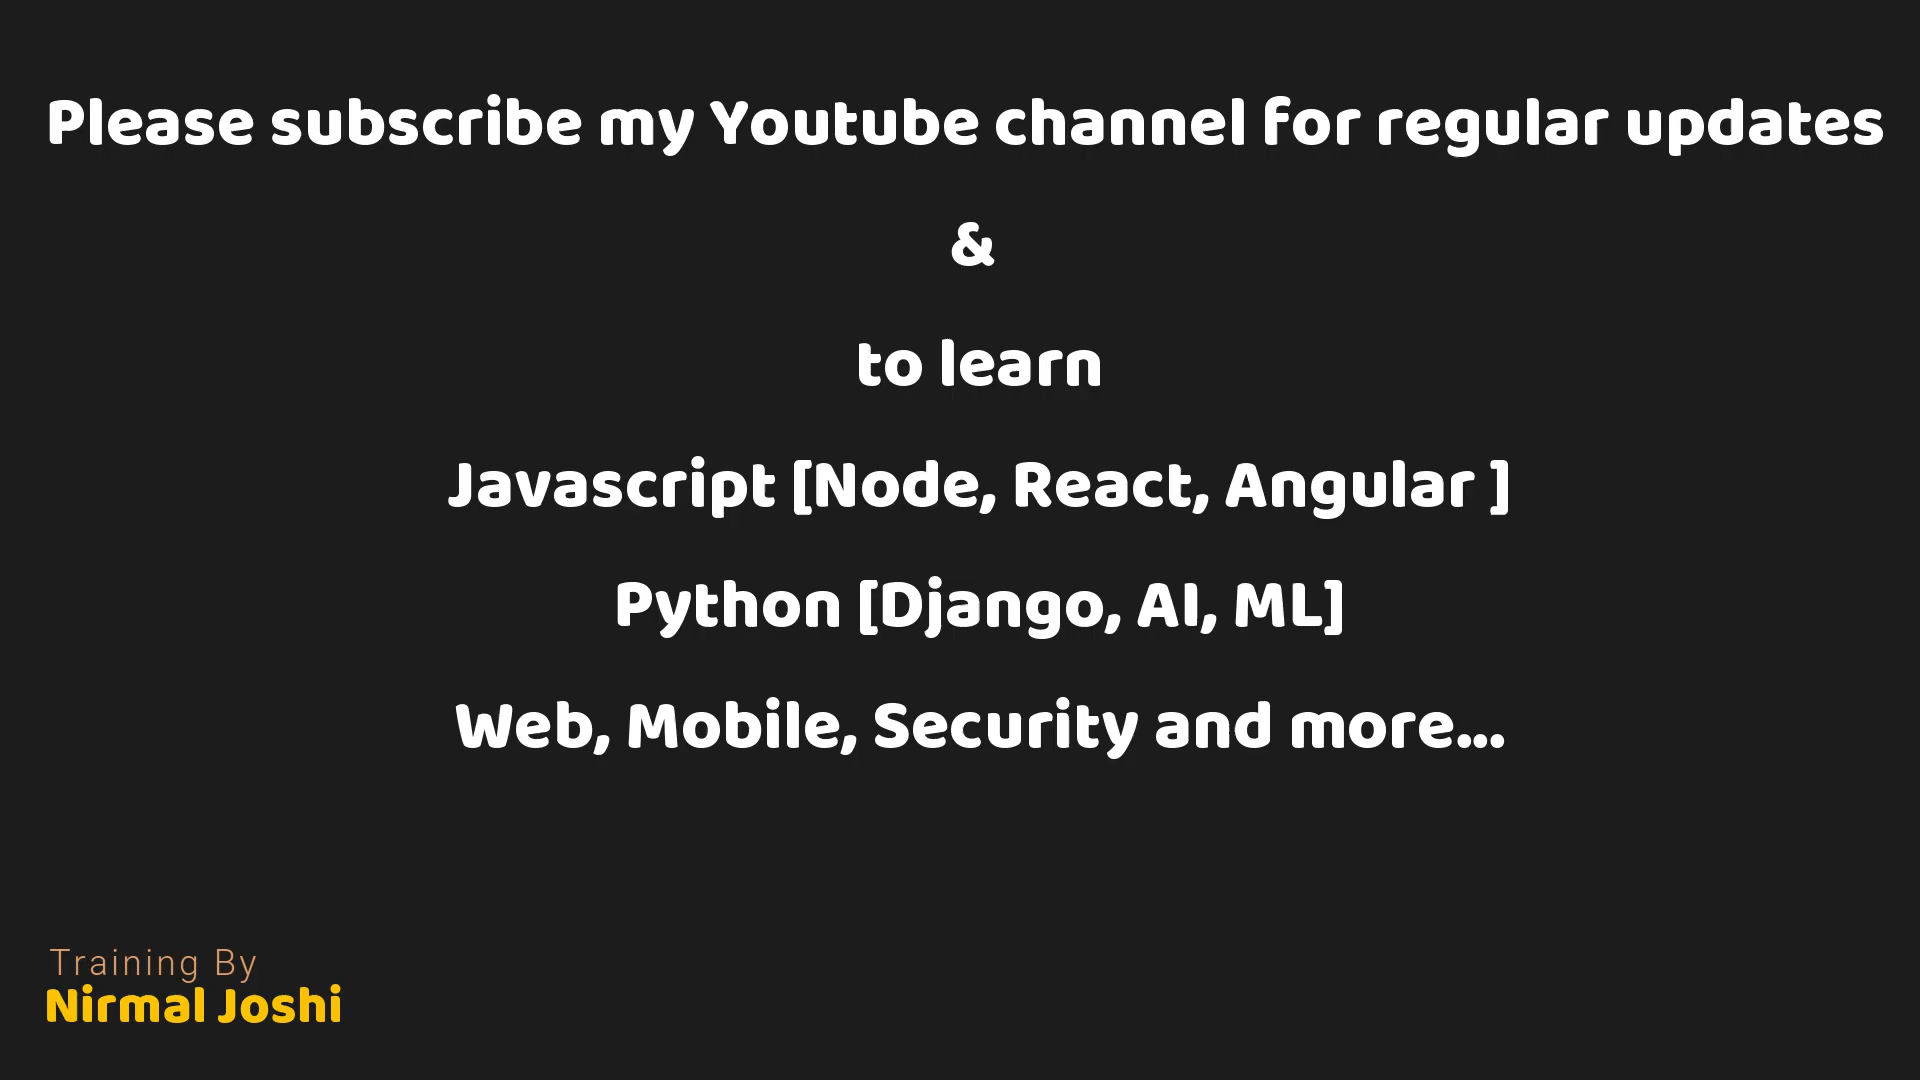 Please subscribe my Youtube channel for regular updates
&
to learn
Javascript [Node, React, Angular ]
Python [Django, AI, ML]
Web, Mobile, Security and more...
Training By
Nirmal Joshi